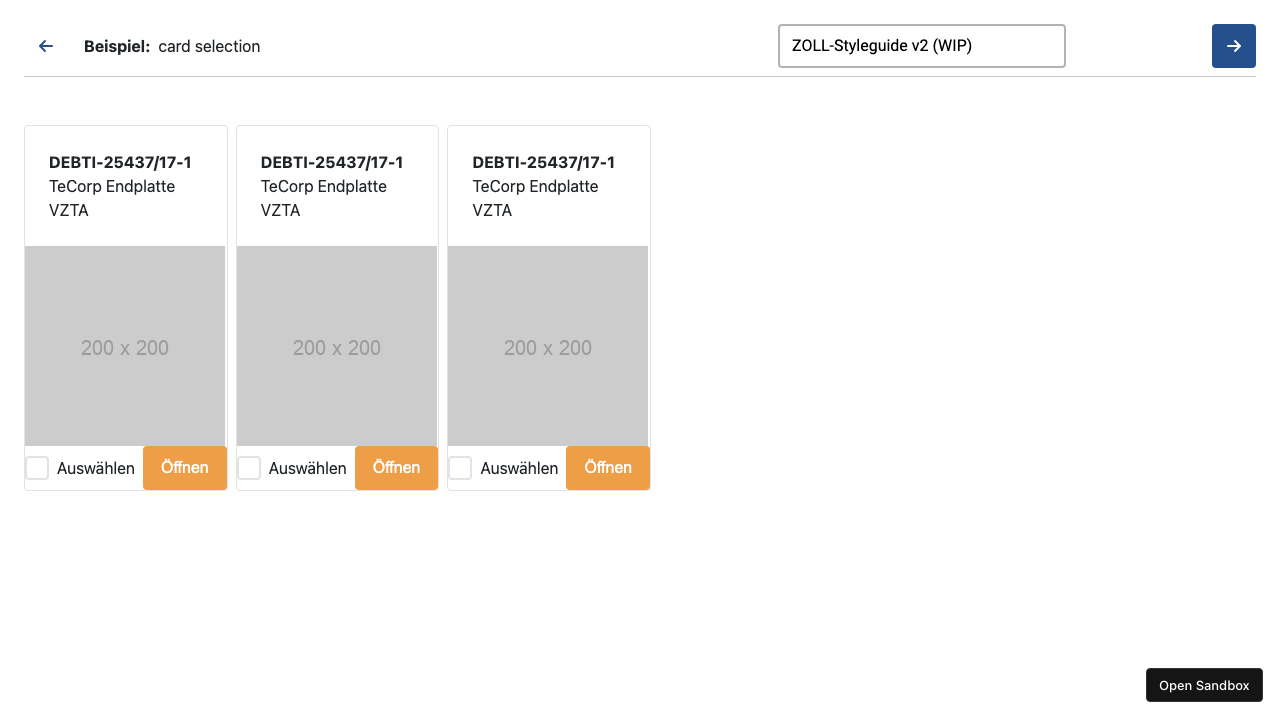 Beispiel: card selection
ZOLL-Styleguide v2 (WIP)
DEBTI-25437/17-1
TeCorp Endplatte
VZTA
200 x 200
Auswählen
Öffnen
DEBTI-25437/17-1
TeCorp Endplatte
VZTA
200 x 200
Auswählen
Öffnen
DEBTI-25437/17-1
TeCorp Endplatte
VZTA
200 x 200
Auswählen
Öffnen
Open Sandbox